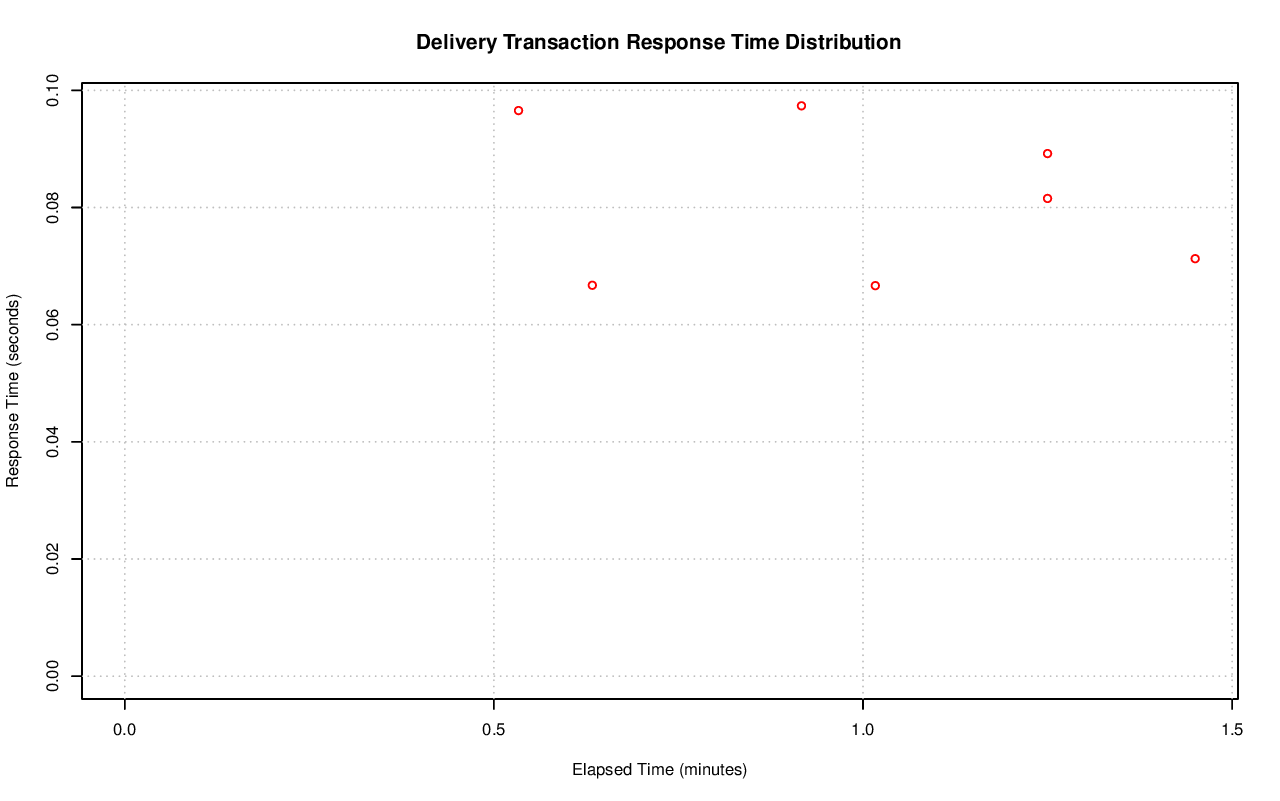 Delivery Transaction Response Time Distribution
Response Time (seconds)
0.10
0.08
0.06
0.04
0.02
0.00
0.0 0.5 1.0 1.5
Elapsed Time (minutes)